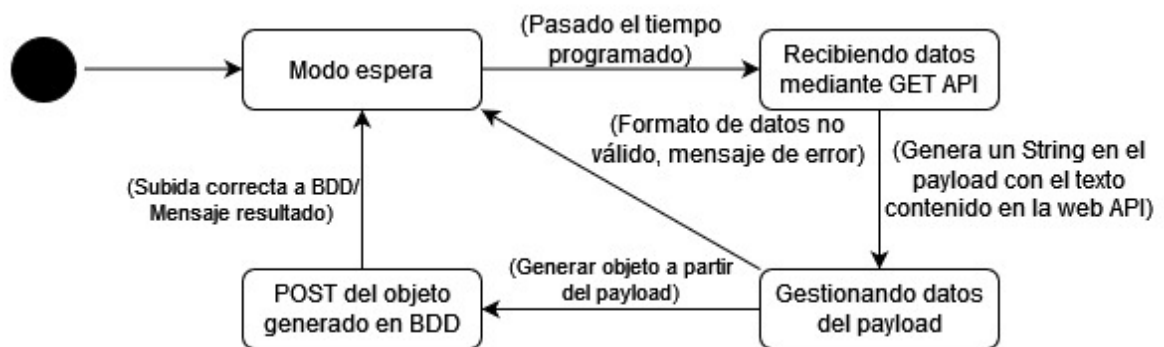 Modo espera
(Pasado el tiempo
programado)
Recibiendo datos
mediante GET API
(Formato de datos no
válido, mensaje de error)
(Genera un String en el
payload con el texto
contenido en la web API)
(Subida correcta a BDD/
Mensaje resultado)
(Generar objeto a partir
del payload)
POST del objeto
generado en BDD
Gestionando datos
del payload